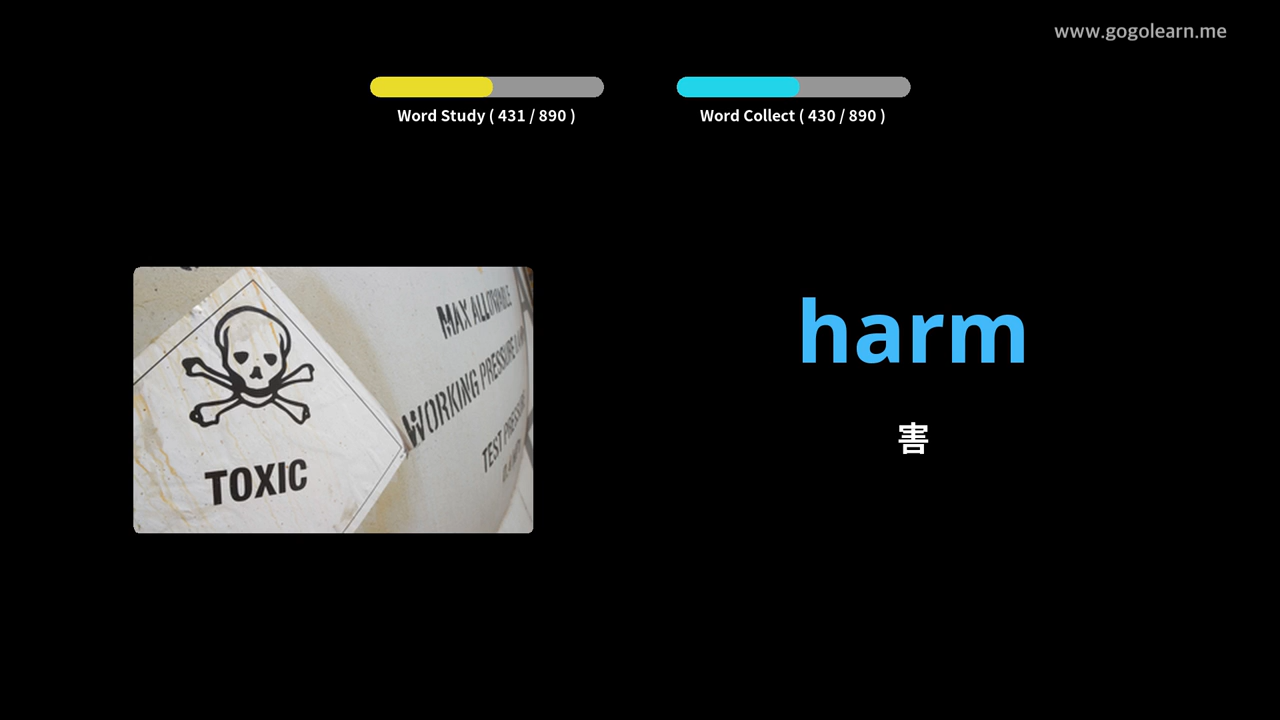 www.gogolearn.me
Word Study ( 431 / 890 )
Word Collect ( 430 / 890 )
MAX ALLOWABLE
WORKING PRESSURE
TEST PRESSURE
TOXIC
harm
害